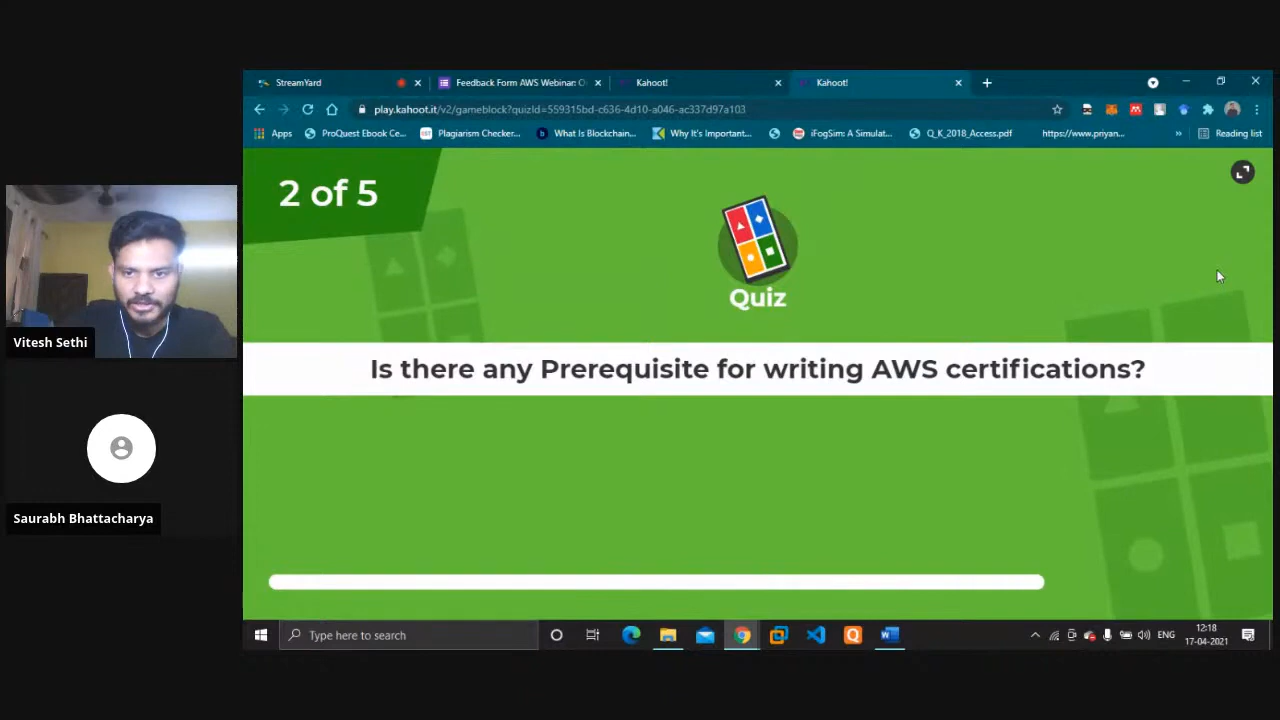 StreamYard
Feedback Form AWS Webinar: O
Kahoot!
Kahoot!
play.kahoot.it/v2/gameblock?quizId=559315bd-c636-4d10-a046-ac337d97a103
Apps
ProQuest Ebook Ce...
Plagiarism Checker...
What Is Blockchain...
Why It's Important...
iFogSim: A Simulat...
Q_K_2018_Access.pdf
https://www.priyan...
»
Reading list
2 of 5
Quiz
Is there any Prerequisite for writing AWS certifications?
Vitesh Sethi
Saurabh Bhattacharya
Type here to search
ENG
12:18
17-04-2021